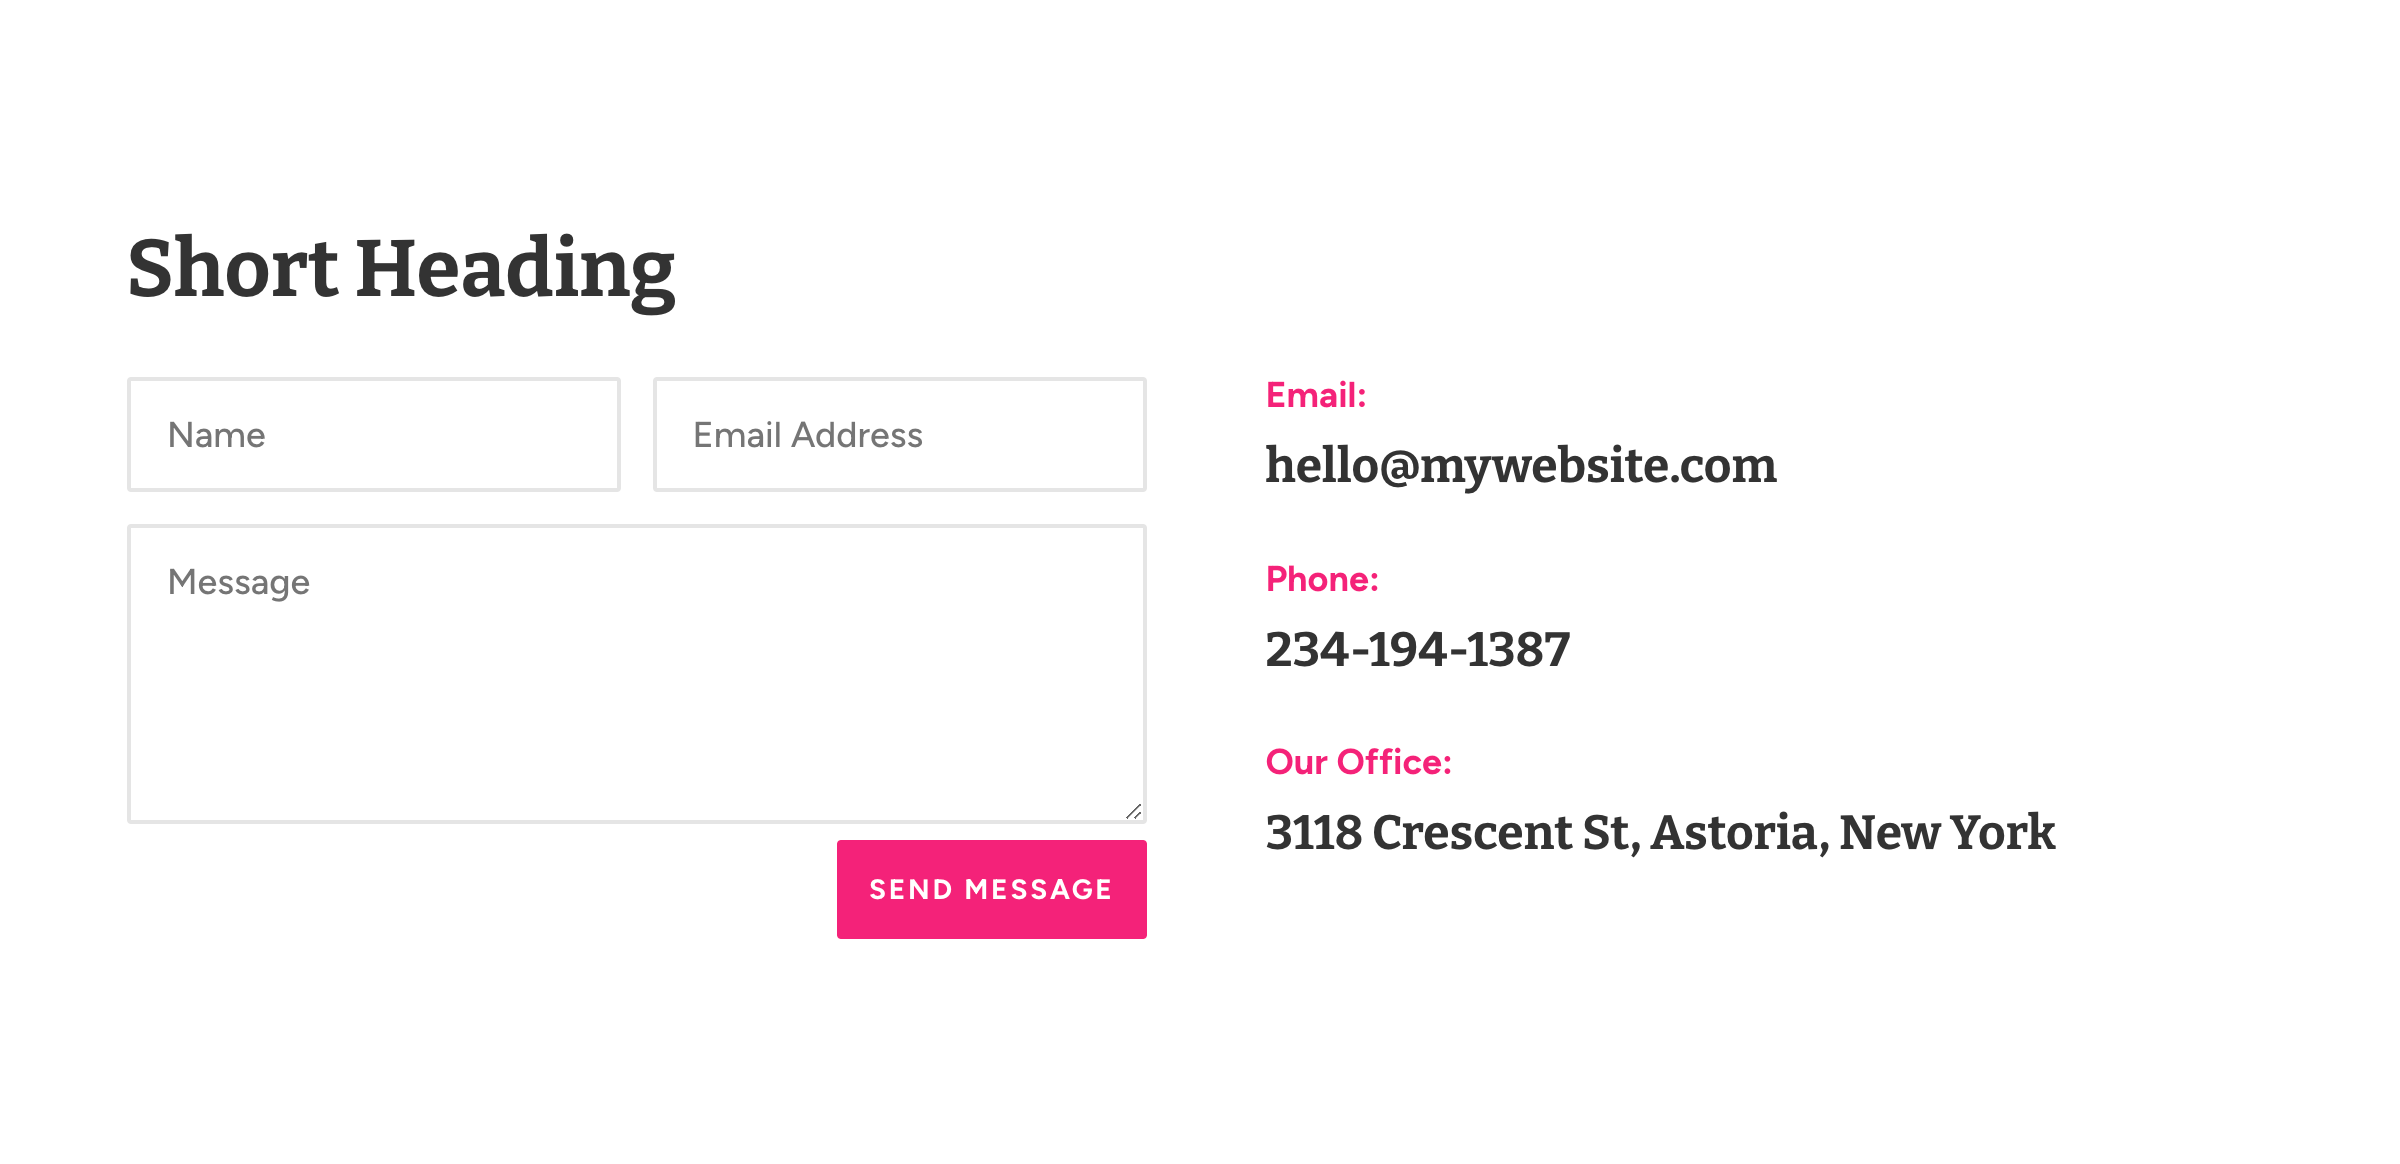 Short Heading
Name
Email Address
Message
SEND MESSAGE
Email:
hello@mywebsite.com
Phone:
234-194-1387
Our Office:
3118 Crescent St, Astoria, New York